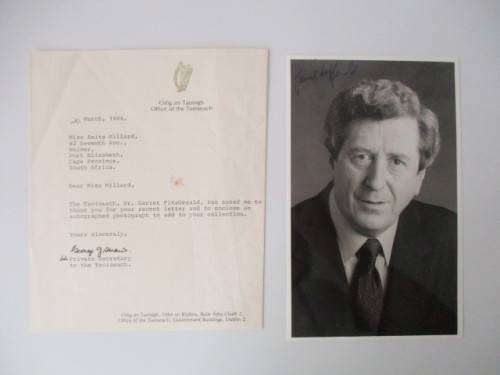 Oifig an Taoisigh
Office of the Taoiseach
March, 1984.
Miss Anita Millard,
82 Seventh Ave.,
Walmer,
Port Elizabeth,
Cape Province,
South Africa.
Dear Miss Millard,
The Taoiseach, Dr. Garret FitzGerald, has asked me to
thank you for your recent letter and to enclose an
autographed photograph to add to your collection.
Yours sincerely,
Private Secretary
to the Taoiseach.
Oifig an Taoisigh, Tithe an Rialtais, Baile Átha Cliath 2.
Office of the Taoiseach, Government Buildings, Dublin 2.